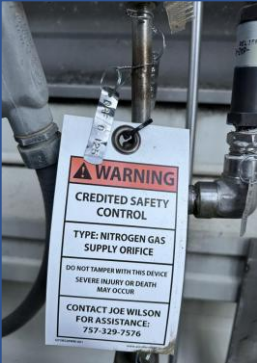 WARNING
CREDITED SAFETY
CONTROL
TYPE: NITROGEN GAS
SUPPLY ORIFICE
DO NOT TAMPER WITH THIS DEVICE
SEVERE INJURY OR DEATH
MAY OCCUR
CONTACT JOE WILSON
FOR ASSISTANCE:
757-329-7576